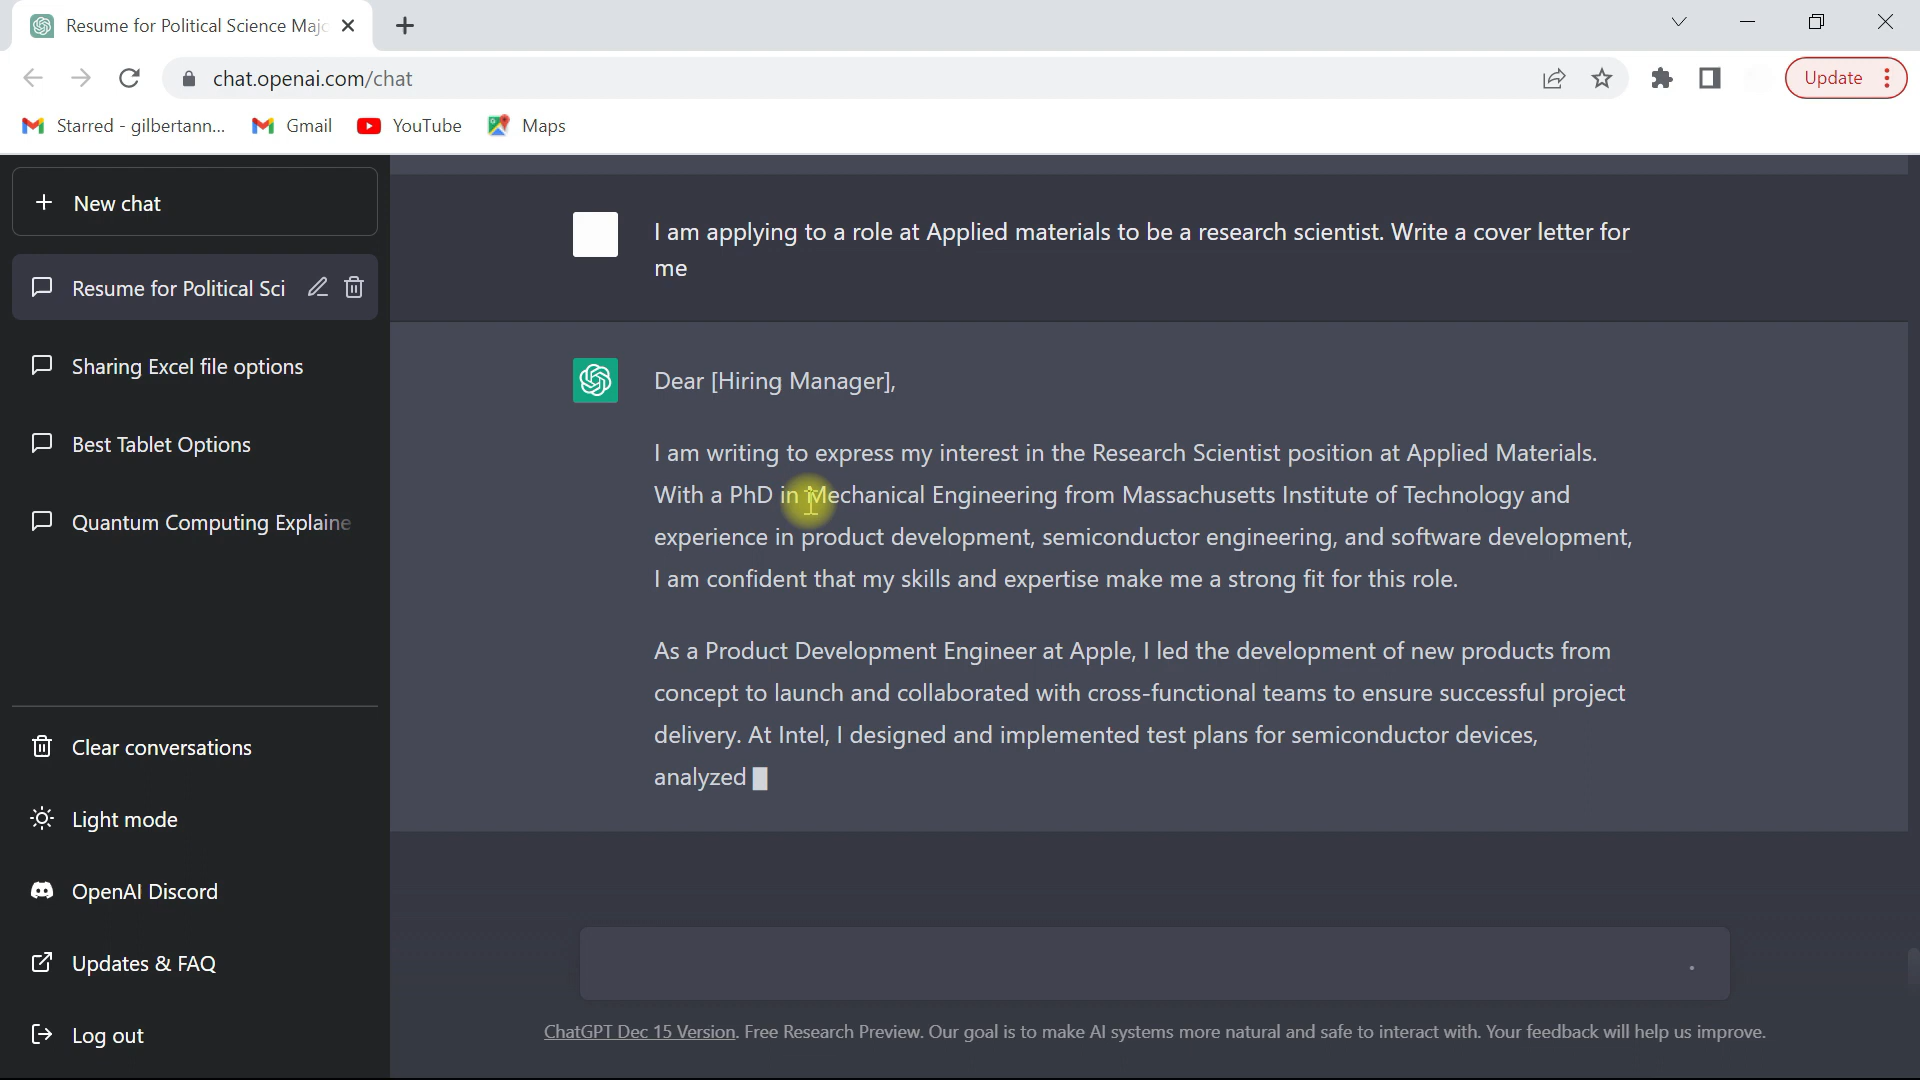 Resume for Political Science Maj
chat.openai.com/chat
Update
Starred - gilbertann...
Gmail
YouTube
Maps
New chat
Resume for Political Sci
Sharing Excel file options
Best Tablet Options
Quantum Computing Explaine
Clear conversations
Light mode
OpenAI Discord
Updates & FAQ
Log out
I am applying to a role at Applied materials to be a research scientist. Write a cover letter for
me
Dear [Hiring Manager],
I am writing to express my interest in the Research Scientist position at Applied Materials.
With a PhD in Mechanical Engineering from Massachusetts Institute of Technology and
experience in product development, semiconductor engineering, and software development,
I am confident that my skills and expertise make me a strong fit for this role.
As a Product Development Engineer at Apple, I led the development of new products from
concept to launch and collaborated with cross-functional teams to ensure successful project
delivery. At Intel, I designed and implemented test plans for semiconductor devices,
analyzed
ChatGPT Dec 15 Version. Free Research Preview. Our goal is to make AI systems more natural and safe to interact with. Your feedback will help us improve.